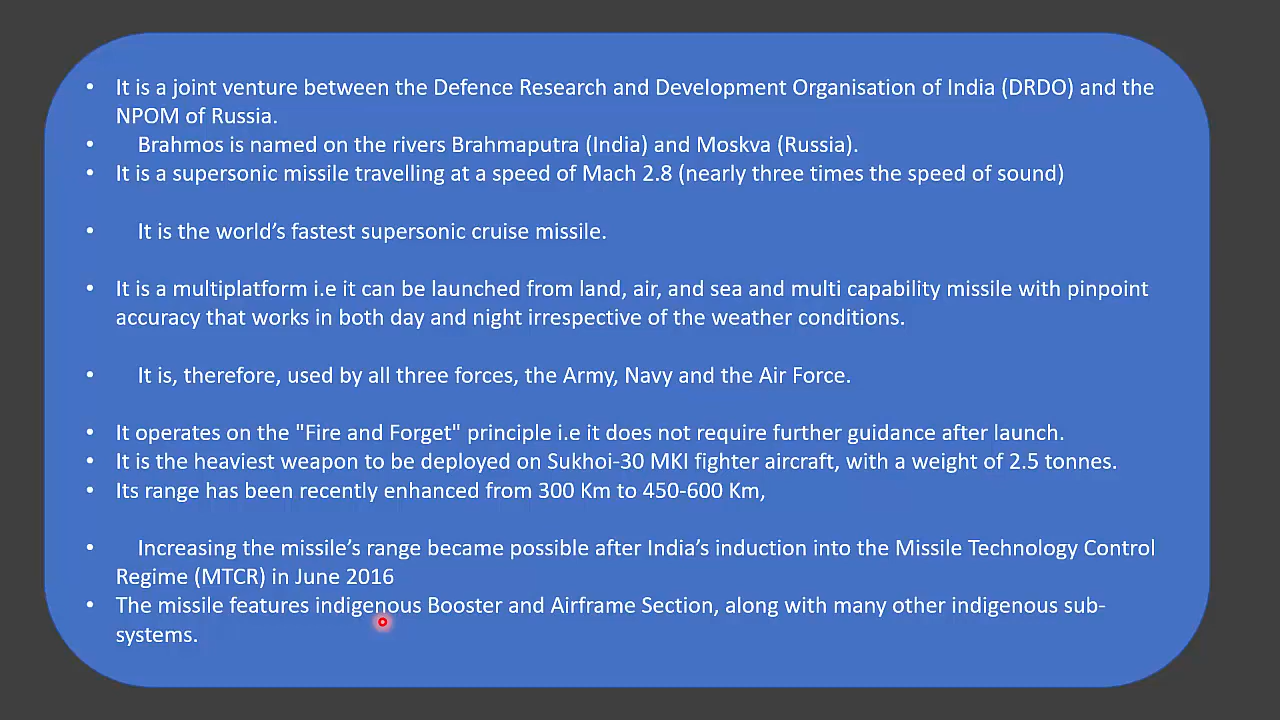 • It is a joint venture between the Defence Research and Development Organisation of India (DRDO) and the
NPOM of Russia.
• Brahmos is named on the rivers Brahmaputra (India) and Moskva (Russia).
• It is a supersonic missile travelling at a speed of Mach 2.8 (nearly three times the speed of sound)
• It is the world’s fastest supersonic cruise missile.
• It is a multiplatform i.e it can be launched from land, air, and sea and multi capability missile with pinpoint
accuracy that works in both day and night irrespective of the weather conditions.
• It is, therefore, used by all three forces, the Army, Navy and the Air Force.
• It operates on the "Fire and Forget" principle i.e it does not require further guidance after launch.
• It is the heaviest weapon to be deployed on Sukhoi-30 MKI fighter aircraft, with a weight of 2.5 tonnes.
• Its range has been recently enhanced from 300 Km to 450-600 Km,
• Increasing the missile’s range became possible after India’s induction into the Missile Technology Control
Regime (MTCR) in June 2016
• The missile features indigenous Booster and Airframe Section, along with many other indigenous sub-
systems.